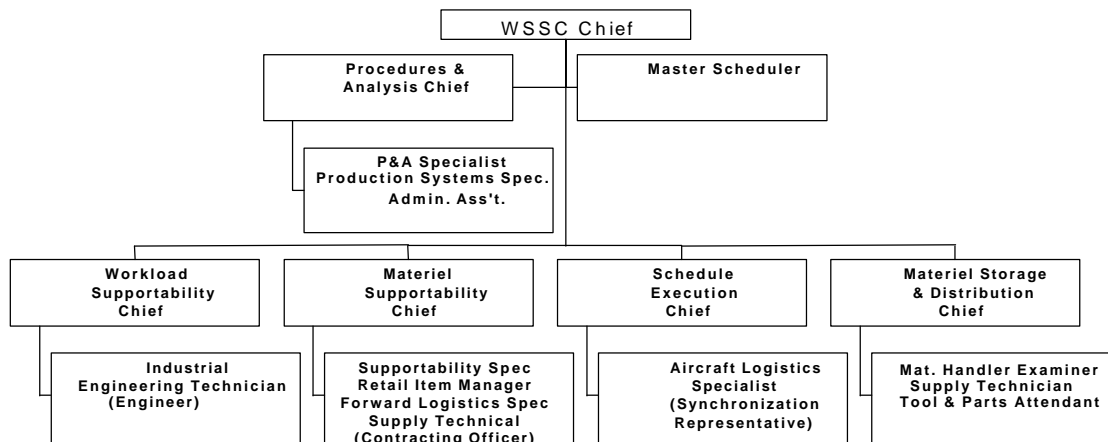 WSSC Chief
Procedures &
Analysis Chief
Master Scheduler
P&A Specialist
Production Systems Spec.
Admin. Ass't.
Workload
Supportability
Chief
Materiel
Supportability
Chief
Schedule
Execution
Chief
Materiel Storage
& Distribution
Chief
Industrial
Engineering Technician
(Engineer)
Supportability Spec
Retail Item Manager
Forward Logistics Spec
Supply Technical
(Contracting Officer)
Aircraft Logistics
Specialist
(Synchronization
Representative)
Mat. Handler Examiner
Supply Technician
Tool & Parts Attendant